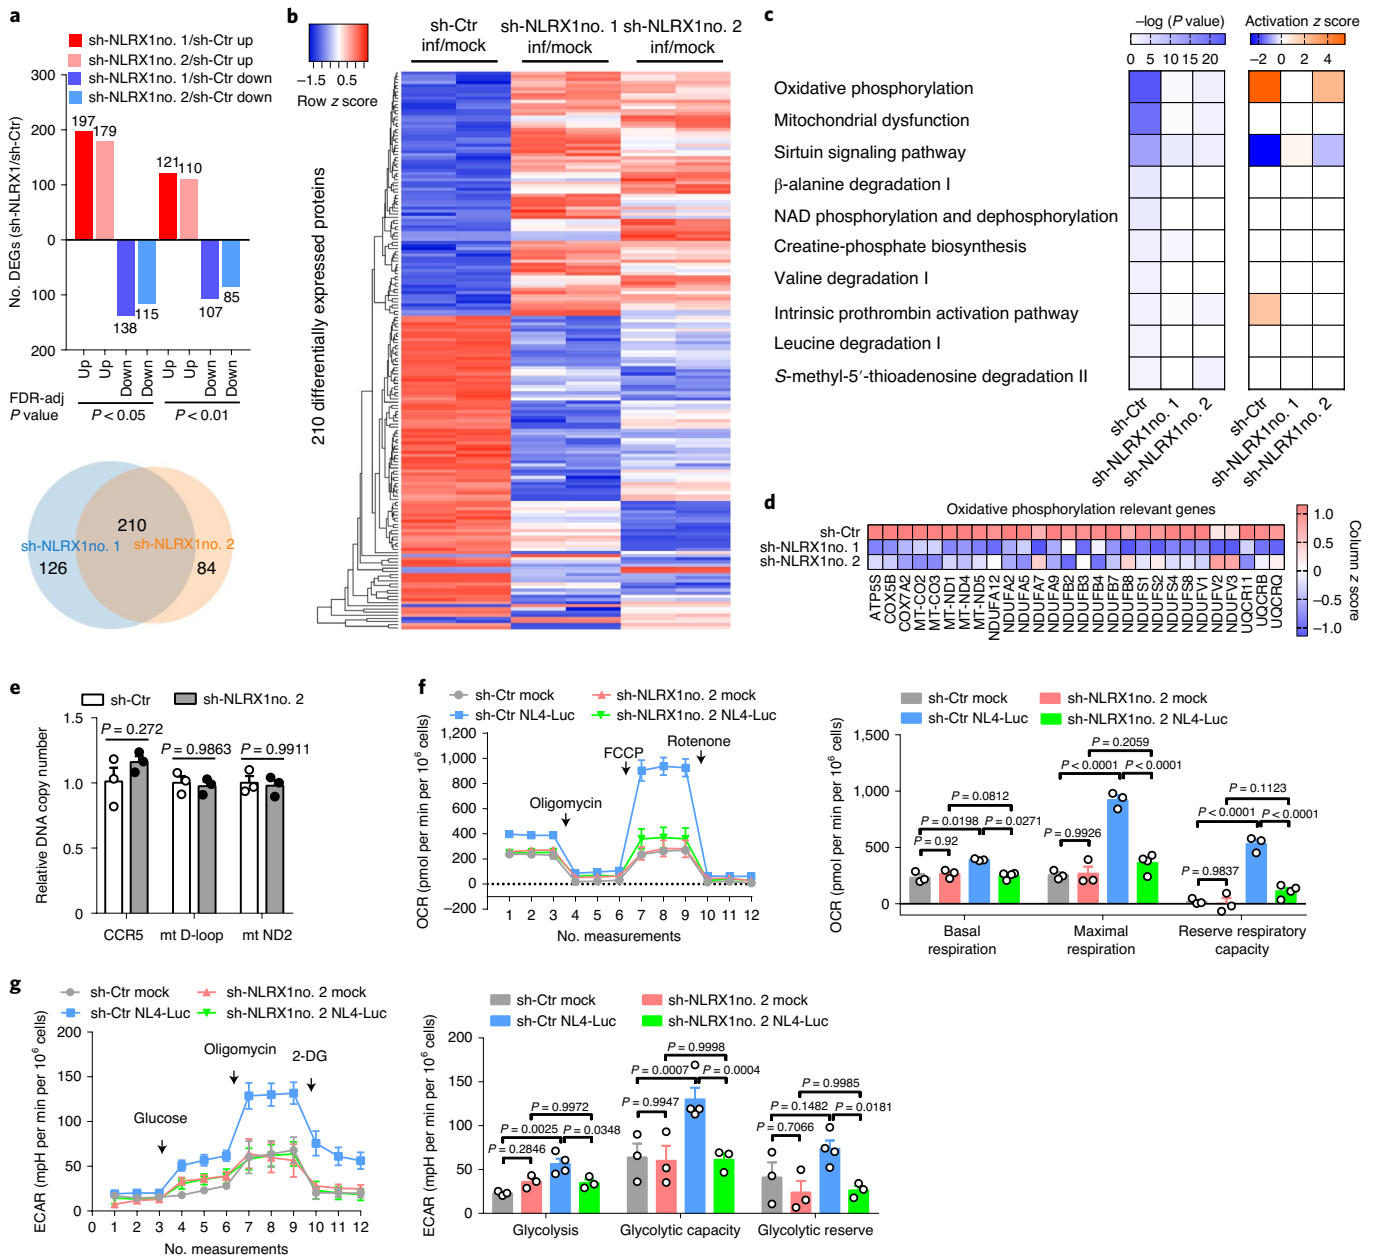 a
sh-NLRX1no. 1/sh-Ctr up
sh-NLRX1no. 2/sh-Ctr up
sh-NLRX1no. 1/sh-Ctr down
sh-NLRX1no. 2/sh-Ctr down
No. DEGs (sh-NLRX1/sh-Ctr)
300
200
100
0
100
200
197
179
121
110
138
115
107
85
Up
Up
Down
Down
Up
Up
Down
Down
FDR-adj
P value
P < 0.05
P < 0.01
210
sh-NLRX1no. 1
sh-NLRX1no. 2
126
84
b
−1.5
0.5
Row z score
sh-Ctr
inf/mock
sh-NLRX1no. 1
inf/mock
sh-NLRX1no. 2
inf/mock
210 differentially expressed proteins
c
−log (P value)
0 5 10 15 20
Activation z score
−2 0 2 4
Oxidative phosphorylation
Mitochondrial dysfunction
Sirtuin signaling pathway
β-alanine degradation I
NAD phosphorylation and dephosphorylation
Creatine-phosphate biosynthesis
Valine degradation I
Intrinsic prothrombin activation pathway
Leucine degradation I
S-methyl-5′-thioadenosine degradation II
sh-Ctr
sh-NLRX1no. 1
sh-NLRX1no. 2
sh-Ctr
sh-NLRX1no. 1
sh-NLRX1no. 2
d
Oxidative phosphorylation relevant genes
sh-Ctr
sh-NLRX1no. 1
sh-NLRX1no. 2
ATP5S
COX5B
COX7A2
MT-CO2
MT-CO3
MT-ND1
MT-ND4
MT-ND5
NDUFA12
NDUFA2
NDUFA5
NDUFA7
NDUFA9
NDUFB2
NDUFB3
NDUFB4
NDUFB7
NDUFB8
NDUFS1
NDUFS2
NDUFS4
NDUFS8
NDUFV1
NDUFV2
NDUFV3
UQCR11
UQCRB
UQCRQ
1.0
0.5
0
−0.5
−1.0
Column z score
e
sh-Ctr
sh-NLRX1no. 2
Relative DNA copy number
1.5
1.0
0.5
0
P = 0.272
P = 0.9863
P = 0.9911
CCR5
mt D-loop
mt ND2
f
sh-Ctr mock
sh-NLRX1no. 2 mock
sh-Ctr NL4-Luc
sh-NLRX1no. 2 NL4-Luc
OCR (pmol per min per 10⁶ cells)
1,200
1,000
800
600
400
200
0
−200
Oligomycin
FCCP
Rotenone
1 2 3 4 5 6 7 8 9 10 11 12
No. measurements
sh-Ctr mock
sh-NLRX1no. 2 mock
sh-Ctr NL4-Luc
sh-NLRX1no. 2 NL4-Luc
OCR (pmol per min per 10⁶ cells)
1,500
1,000
500
0
P = 0.0812
P = 0.0198
P = 0.0271
P = 0.92
P = 0.2059
P < 0.0001
P < 0.0001
P = 0.9926
P = 0.1123
P < 0.0001
P < 0.0001
P = 0.9837
Basal
respiration
Maximal
respiration
Reserve respiratory
capacity
g
sh-Ctr mock
sh-NLRX1no. 2 mock
sh-Ctr NL4-Luc
sh-NLRX1no. 2 NL4-Luc
ECAR (mpH per min per 10⁶ cells)
200
150
100
50
0
Glucose
Oligomycin
2-DG
0 1 2 3 4 5 6 7 8 9 10 11 12
No. measurements
sh-Ctr mock
sh-NLRX1no. 2 mock
sh-Ctr NL4-Luc
sh-NLRX1no. 2 NL4-Luc
ECAR (mpH per min per 10⁶ cells)
200
150
100
50
0
P = 0.9972
P = 0.0025
P = 0.0348
P = 0.2846
P = 0.9998
P = 0.0007
P = 0.0004
P = 0.9947
P = 0.9985
P = 0.1482
P = 0.0181
P = 0.7066
Glycolysis
Glycolytic capacity
Glycolytic reserve